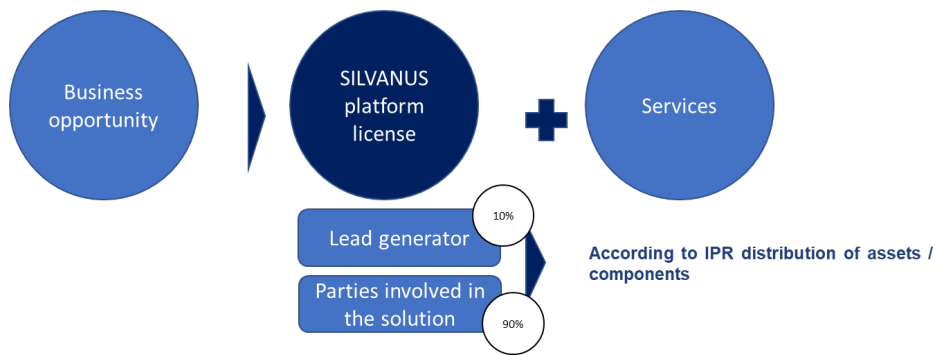 Business
opportunity
SILVANUS
platform
license
Services
10%
Lead generator
According to IPR distribution of assets /
components
Parties involved in
the solution
90%